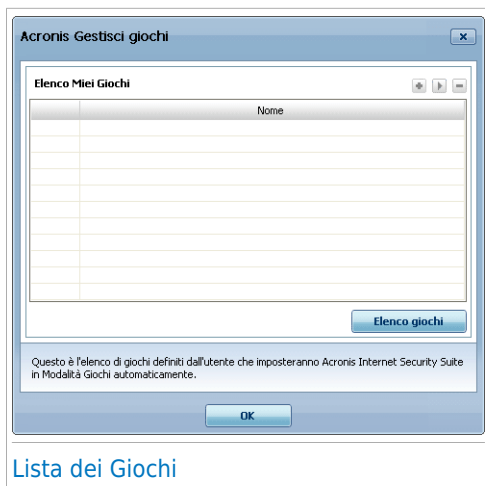 Acronis Gestisci giochi
Elenco Miei Giochi
Nome
Elenco giochi
Questo è l'elenco di giochi definiti dall'utente che imposteranno Acronis Internet Security Suite
in Modalità Giochi automaticamente.
OK
Lista dei Giochi